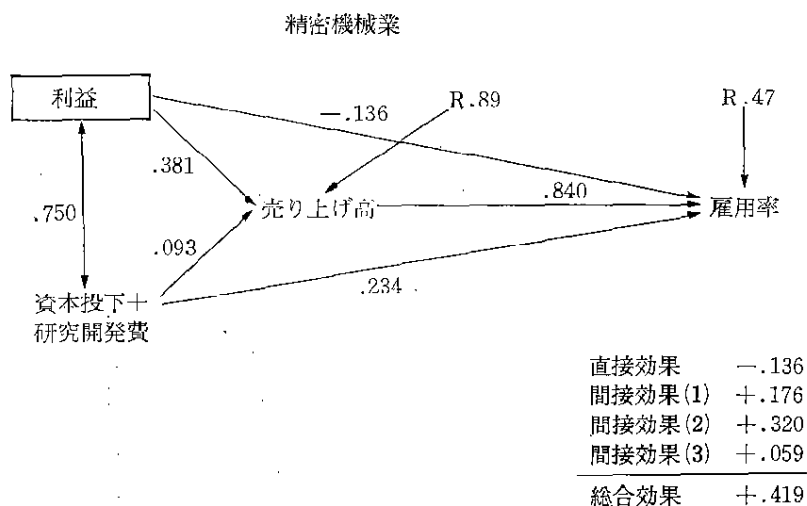 精密機械業
利益
R.89
R.47
−.136
.381
売り上げ高
.840
雇用率
.750
.093
.234
資本投下＋
研究開発費
直接効果 −.136
間接効果(1) ＋.176
間接効果(2) ＋.320
間接効果(3) ＋.059
総合効果 ＋.419